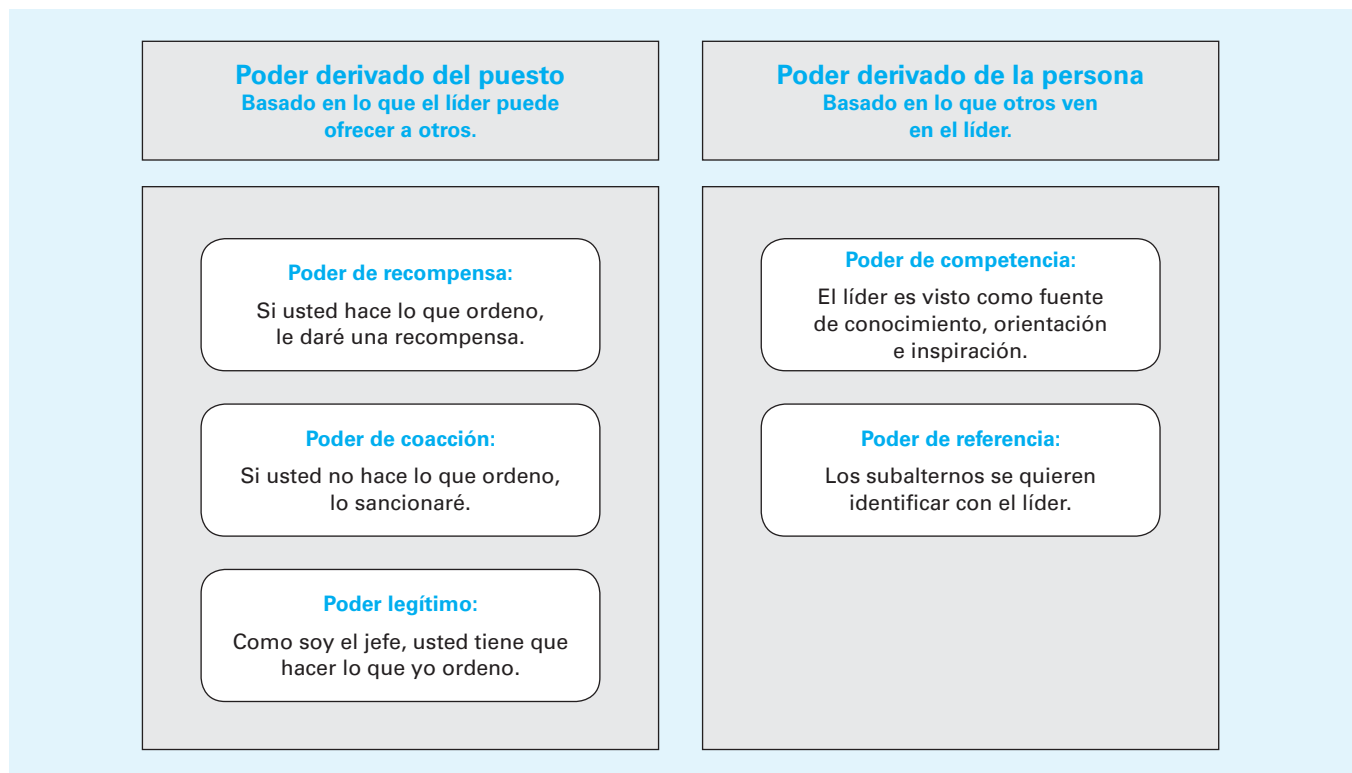 Poder derivado del puesto
Basado en lo que el líder puede
ofrecer a otros.
Poder de recompensa:
Si usted hace lo que ordeno,
le daré una recompensa.
Poder de coacción:
Si usted no hace lo que ordeno,
lo sancionaré.
Poder legítimo:
Como soy el jefe, usted tiene que
hacer lo que yo ordeno.
Poder derivado de la persona
Basado en lo que otros ven
en el líder.
Poder de competencia:
El líder es visto como fuente
de conocimiento, orientación
e inspiración.
Poder de referencia:
Los subalternos se quieren
identificar con el líder.